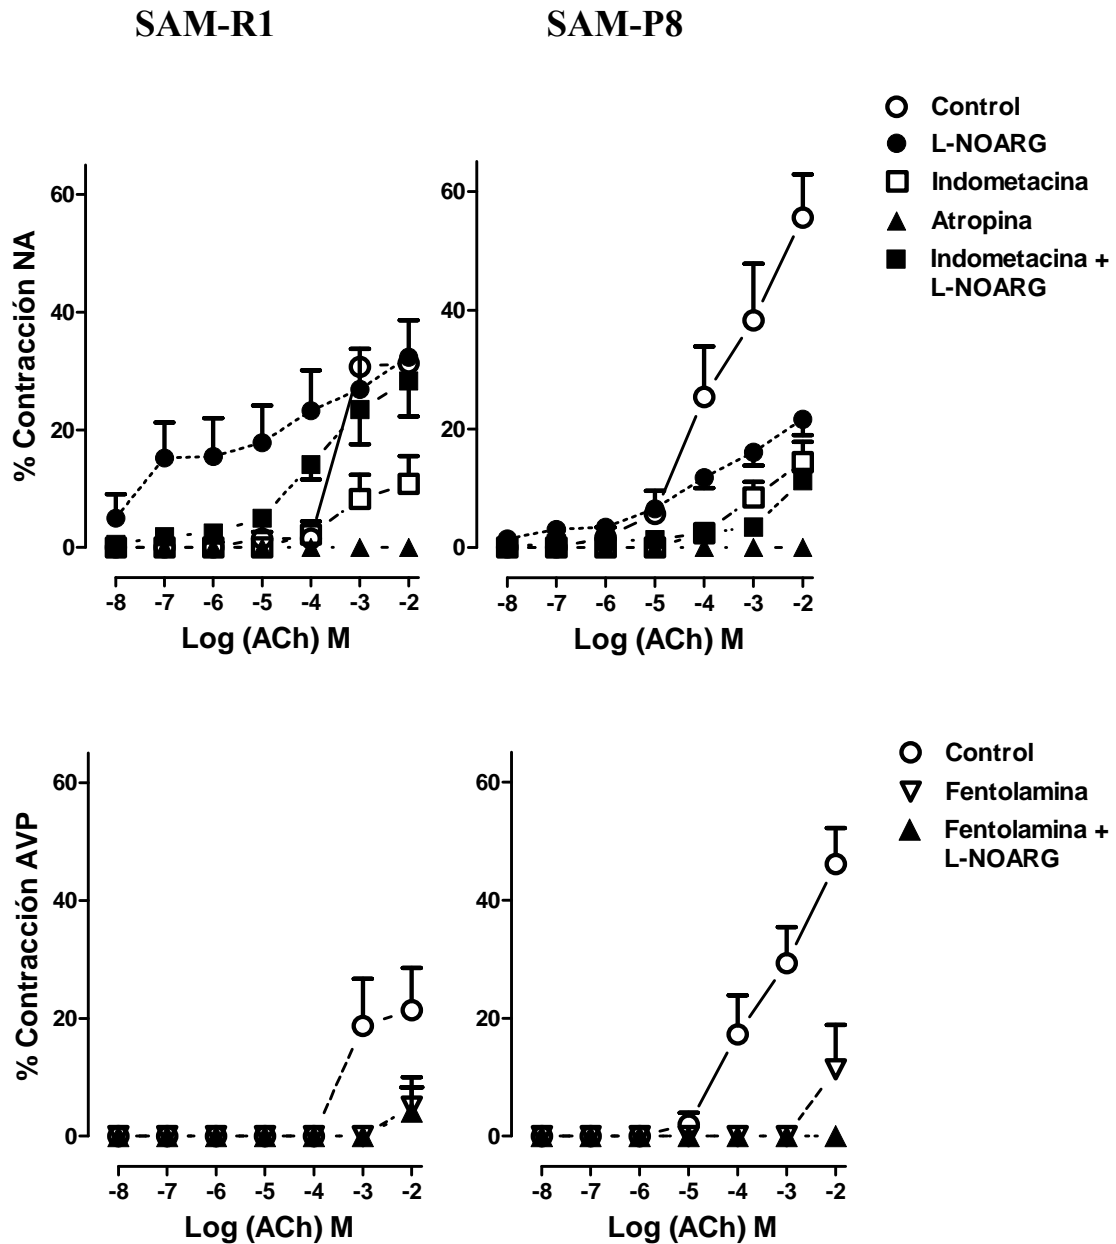 SAM-R1
SAM-P8
Control
L-NOARG
Indometacina
Atropina
Indometacina +
L-NOARG
% Contracción NA
60
40
20
0
-8 -7 -6 -5 -4 -3 -2
Log (ACh) M
60
40
20
0
-8 -7 -6 -5 -4 -3 -2
Log (ACh) M
Control
Fentolamina
Fentolamina +
L-NOARG
% Contracción AVP
60
40
20
0
-8 -7 -6 -5 -4 -3 -2
Log (ACh) M
60
40
20
0
-8 -7 -6 -5 -4 -3 -2
Log (ACh) M